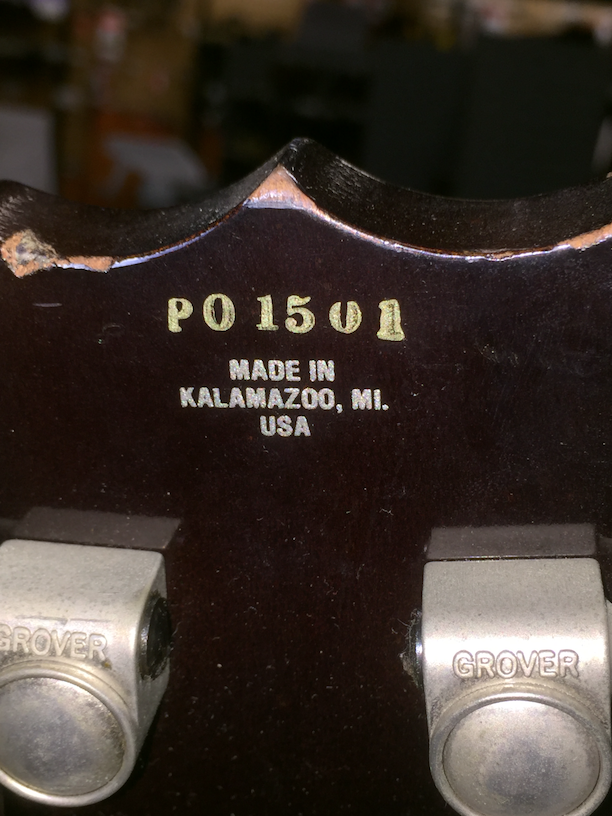 PO 1501
MADE IN
KALAMAZOO, MI.
USA
GROVER
GROVER